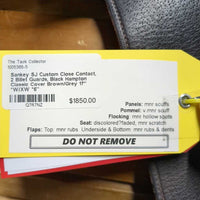 The Tack Collector
5005366-5
Sankey SJ Custom Close Contact,
2 Billet Guards, Black Hampton
Classic Cover Brown/Grey 17"
"W/XW "6"
$1850.00
Panels: mnr scuffs
Pommel: v.mnr scuff
Flocking: mnr hollow spots
Seat: discolored?faded, mnr scratch
Flaps: Top: mnr rubs Underside & Bottom: mnr rubs & dents
DO NOT REMOVE